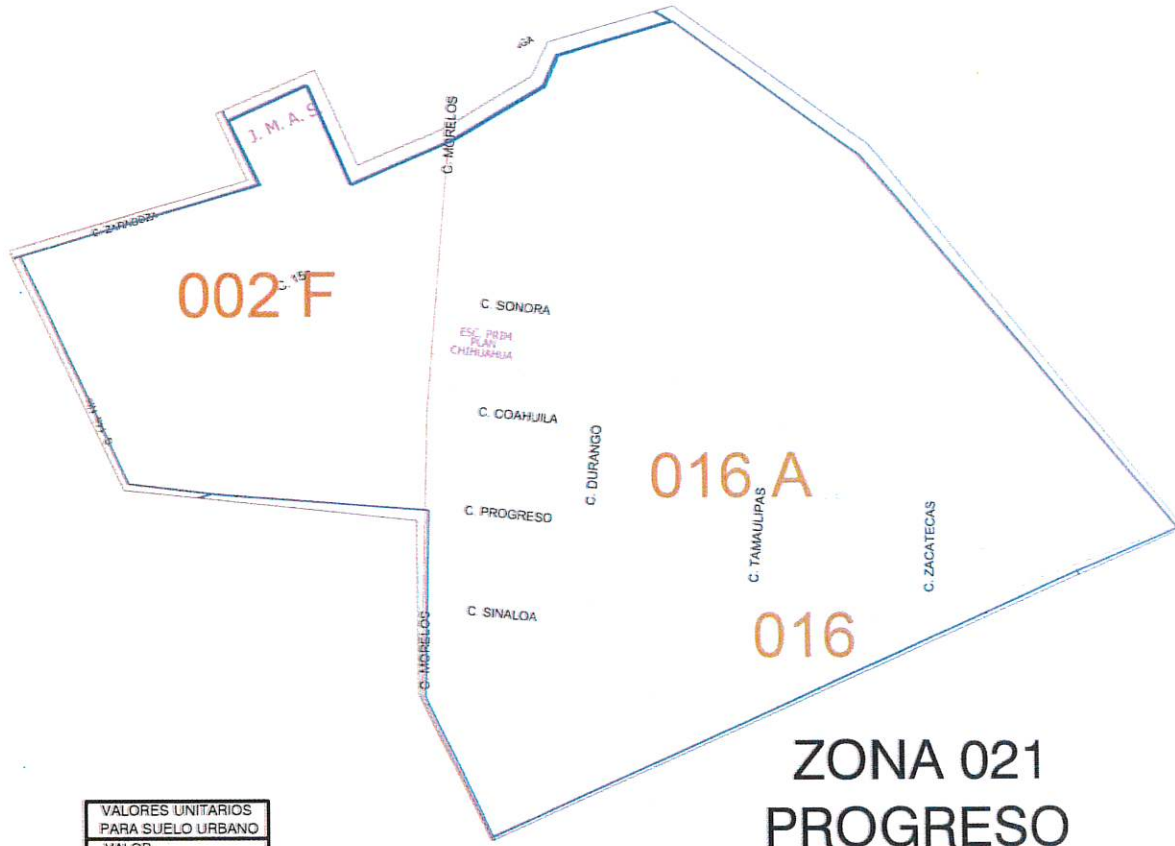 J. M. A. S.
C. MORELOS
C. ZARAGOZA
002 F
C. SONORA
ESC. PRIM
PLAN
CHIHUAHUA
C. COAHUILA
C. DURANGO
016 A
C. PROGRESO
C. TAMAULIPAS
C. ZACATECAS
C. SINALOA
016
C. MORELOS
ZONA 021
PROGRESO
VALORES UNITARIOS
PARA SUELO URBANO
VALOR